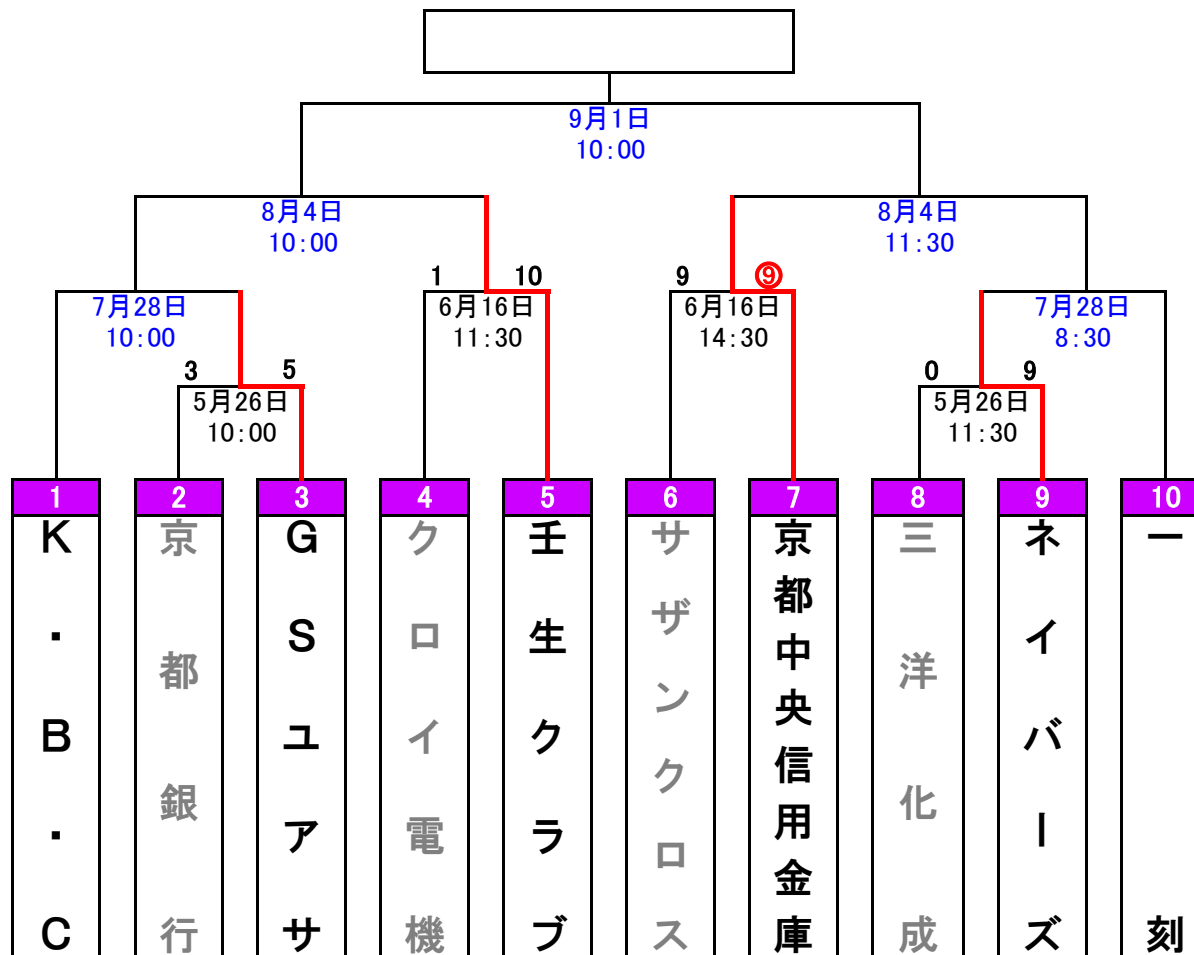 9月1日
10:00
8月4日
10:00
8月4日
11:30
1 10
9 ⑨
7月28日
10:00
6月16日
11:30
6月16日
14:30
7月28日
8:30
3 5
0 9
5月26日
10:00
5月26日
11:30
1 2 3 4 5 6 7 8 9 10
K・B・C
京都銀行
GSユアサ
クロイ電機
壬生クラブ
サザンクロス
京都中央信用金庫
三洋化成
ネイバーズ
一刻